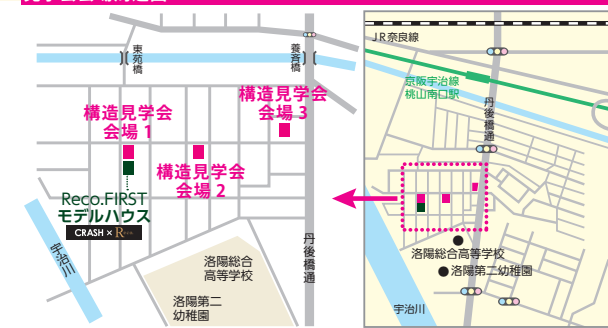 東苑橋
養斉橋
構造見学会
会場 1
構造見学会
会場 2
構造見学会
会場 3
Reco.FIRST
モデルハウス
CRASH ×
宇治川
洛陽総合
高等学校
洛陽第二
幼稚園
丹後橋通
JR奈良線
京阪宇治線
桃山南口駅
丹後橋通
洛陽総合高等学校
洛陽第二幼稚園
宇治川